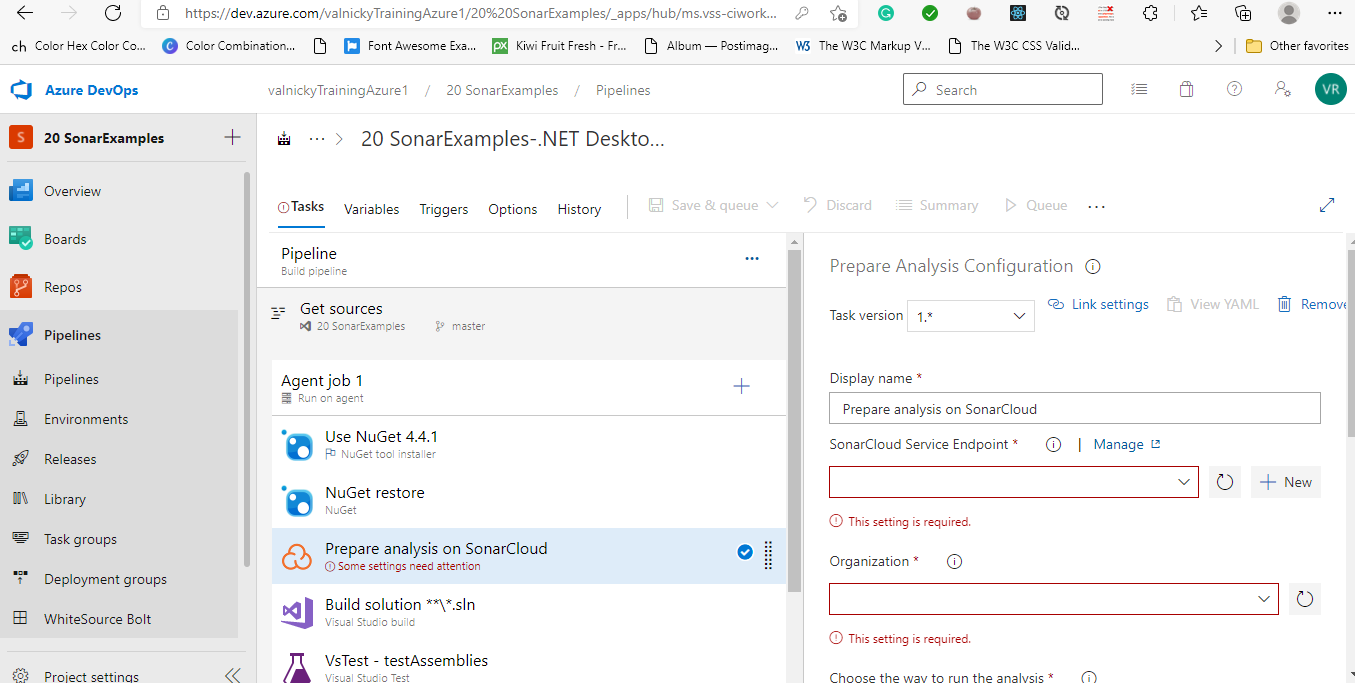 https://dev.azure.com/valnickyTrainingAzure1/20%20SonarExamples/_apps/hub/ms.vss-ciwork...
ch Color Hex Color Co...
C Color Combination...
Font Awesome Exa...
PX Kiwi Fruit Fresh - Fr...
Album — Postimag...
W3 The W3C Markup V...
The W3C CSS Valid...
Other favorites
Azure DevOps
valnickyTrainingAzure1 / 20 SonarExamples / Pipelines
Search
VR
S 20 SonarExamples
Overview
Boards
Repos
Pipelines
Pipelines
Environments
Releases
Library
Task groups
Deployment groups
WhiteSource Bolt
Project settings
... > 20 SonarExamples-.NET Deskto...
Tasks
Variables
Triggers
Options
History
Save & queue
Discard
Summary
Queue
...
Pipeline
Build pipeline
...
Get sources
20 SonarExamples
master
Agent job 1
Run on agent
Use NuGet 4.4.1
NuGet tool installer
NuGet restore
NuGet
Prepare analysis on SonarCloud
Some settings need attention
Build solution **\*.sln
Visual Studio build
VsTest - testAssemblies
Visual Studio Test
Prepare Analysis Configuration
Task version 1.*
Link settings
View YAML
Remove
Display name *
Prepare analysis on SonarCloud
SonarCloud Service Endpoint * | Manage
New
This setting is required.
Organization *
This setting is required.
Choose the way to run the analysis *